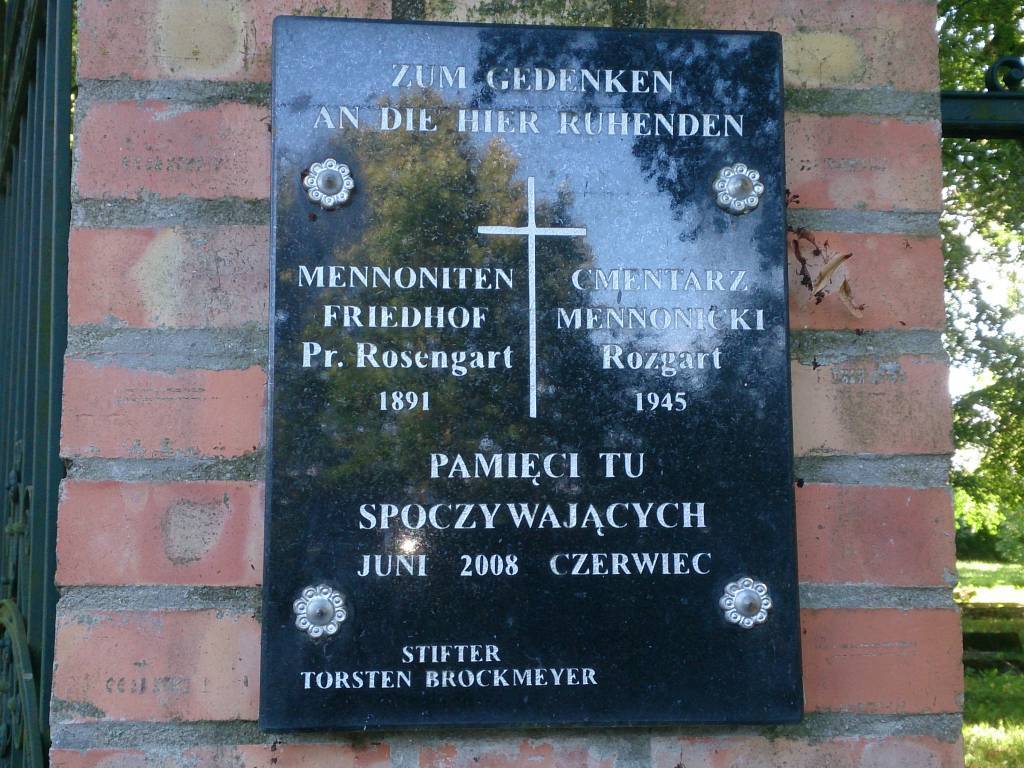 ZUM GEDENKEN
AN DIE HIER RUHENDEN
MENNONITEN
FRIEDHOF
Pr. Rosengart
1891
CMENTARZ
MENNONICKI
Rozgart
1945
PAMIĘCI TU
SPOCZYWAJĄCYCH
JUNI 2008 CZERWIEC
STIFTER
TORSTEN BROCKMEYER